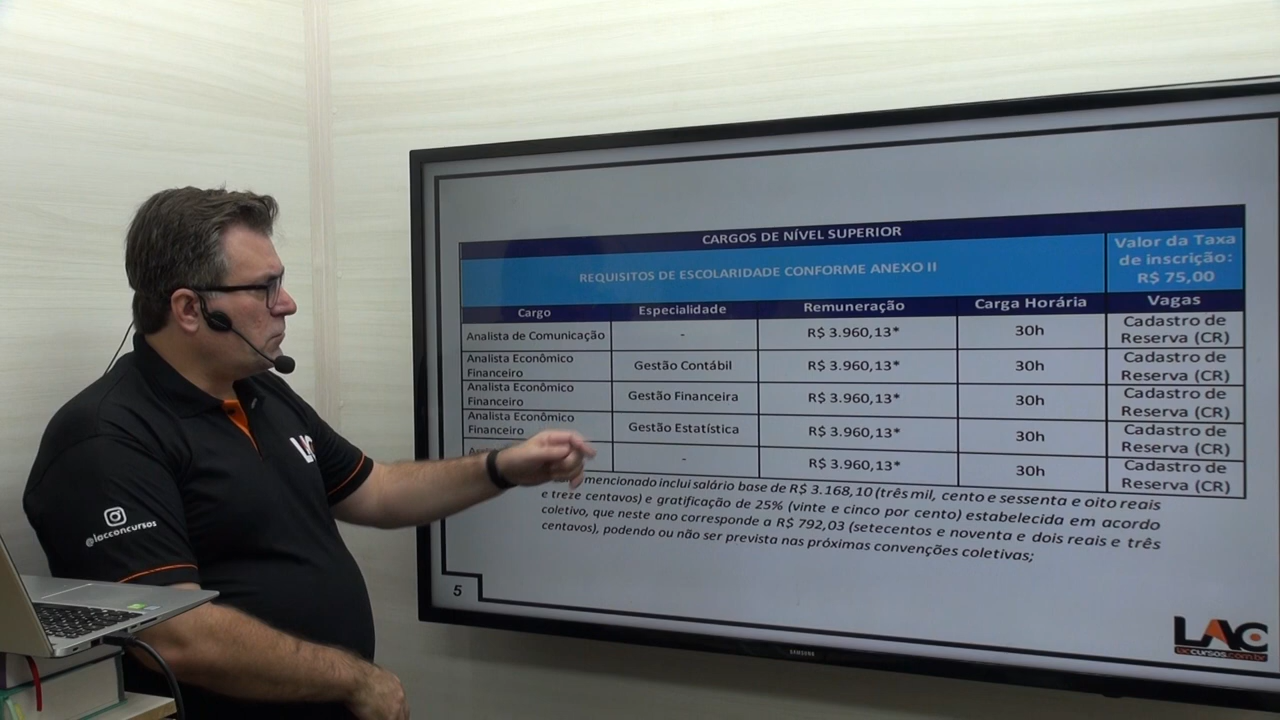 CARGOS DE NÍVEL SUPERIOR
REQUISITOS DE ESCOLARIDADE CONFORME ANEXO II
Valor da Taxa
de inscrição:
R$ 75,00
Cargo Especialidade Remuneração Carga Horária Vagas
Analista de Comunicação - R$ 3.960,13* 30h Cadastro de
Reserva (CR)
Analista Econômico
Financeiro Gestão Contábil R$ 3.960,13* 30h Cadastro de
Reserva (CR)
Analista Econômico
Financeiro Gestão Financeira R$ 3.960,13* 30h Cadastro de
Reserva (CR)
Analista Econômico
Financeiro Gestão Estatística R$ 3.960,13* 30h Cadastro de
Reserva (CR)
- R$ 3.960,13* 30h Cadastro de
Reserva (CR)
mencionado inclui salário base de R$ 3.168,10 (três mil, cento e sessenta e oito reais
e treze centavos) e gratificação de 25% (vinte e cinco por cento) estabelecida em acordo
coletivo, que neste ano corresponde a R$ 792,03 (setecentos e noventa e dois reais e três
centavos), podendo ou não ser prevista nas próximas convenções coletivas;
5
LAC
laccursos.com.br
SAMSUNG
LAC
@lacconcursos